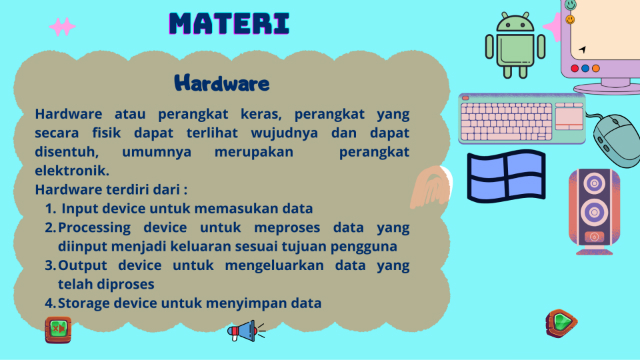 MATERI
Hardware
Hardware atau perangkat keras, perangkat yang
secara fisik dapat terlihat wujudnya dan dapat
disentuh, umumnya merupakan perangkat
elektronik.
Hardware terdiri dari :
1. Input device untuk memasukan data
2. Processing device untuk meproses data yang
diinput menjadi keluaran sesuai tujuan pengguna
3. Output device untuk mengeluarkan data yang
telah diproses
4. Storage device untuk menyimpan data